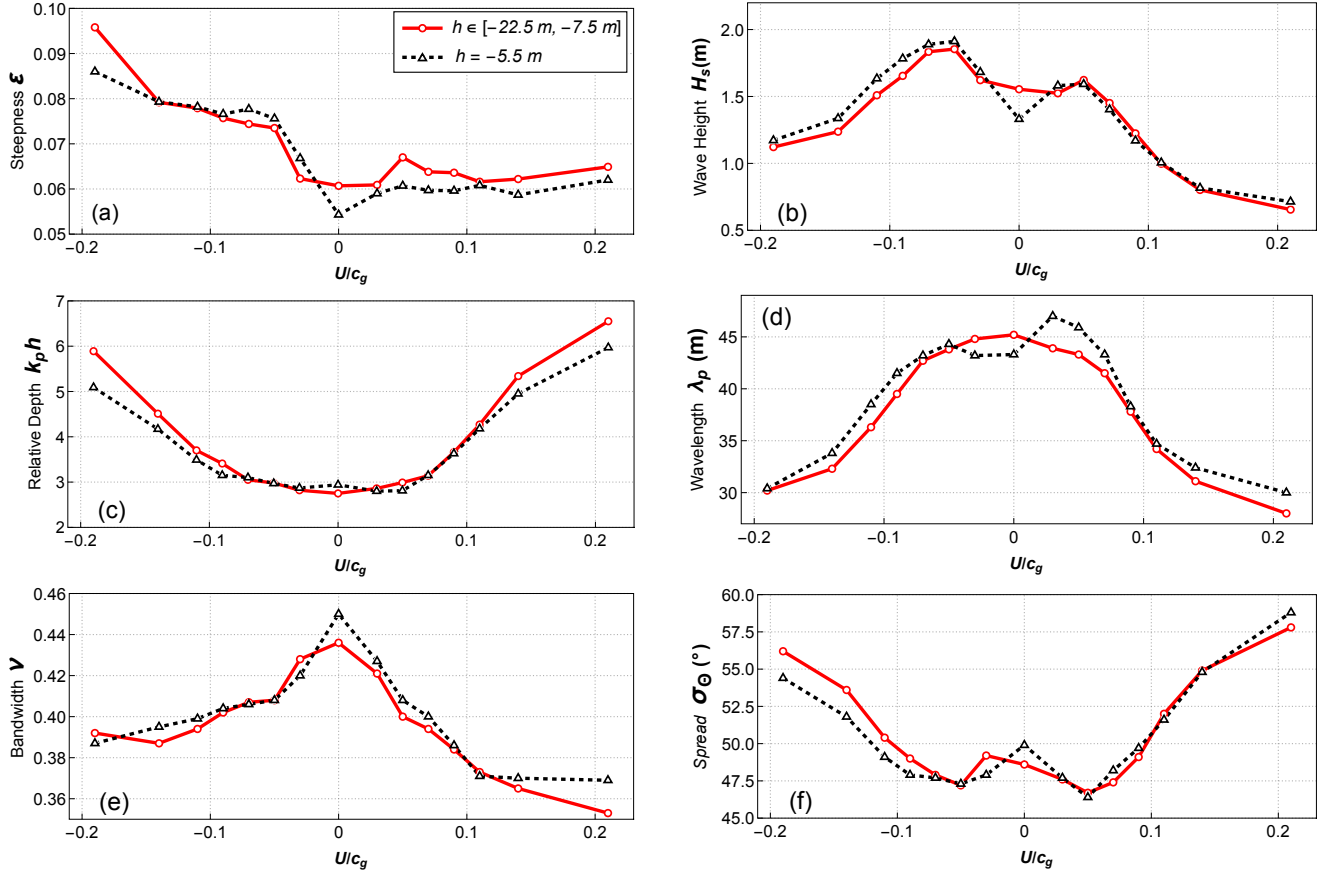 0.10
0.09
0.08
0.07
0.06
0.05
Steepness ε
h ∈ [−22.5 m, −7.5 m]
h = −5.5 m
(a)
−0.2 −0.1 0 0.1 0.2
U/cg
2.0
1.5
1.0
0.5
Wave Height Hs(m)
(b)
−0.2 −0.1 0 0.1 0.2
U/cg
7
6
5
4
3
2
Relative Depth kph
(c)
−0.2 −0.1 0 0.1 0.2
U/cg
45
40
35
30
Wavelength λp (m)
(d)
−0.2 −0.1 0 0.1 0.2
U/cg
0.46
0.44
0.42
0.40
0.38
0.36
Bandwidth ν
(e)
−0.2 −0.1 0 0.1 0.2
U/cg
60.0
57.5
55.0
52.5
50.0
47.5
45.0
Spread σΘ (°)
(f)
−0.2 −0.1 0 0.1 0.2
U/cg